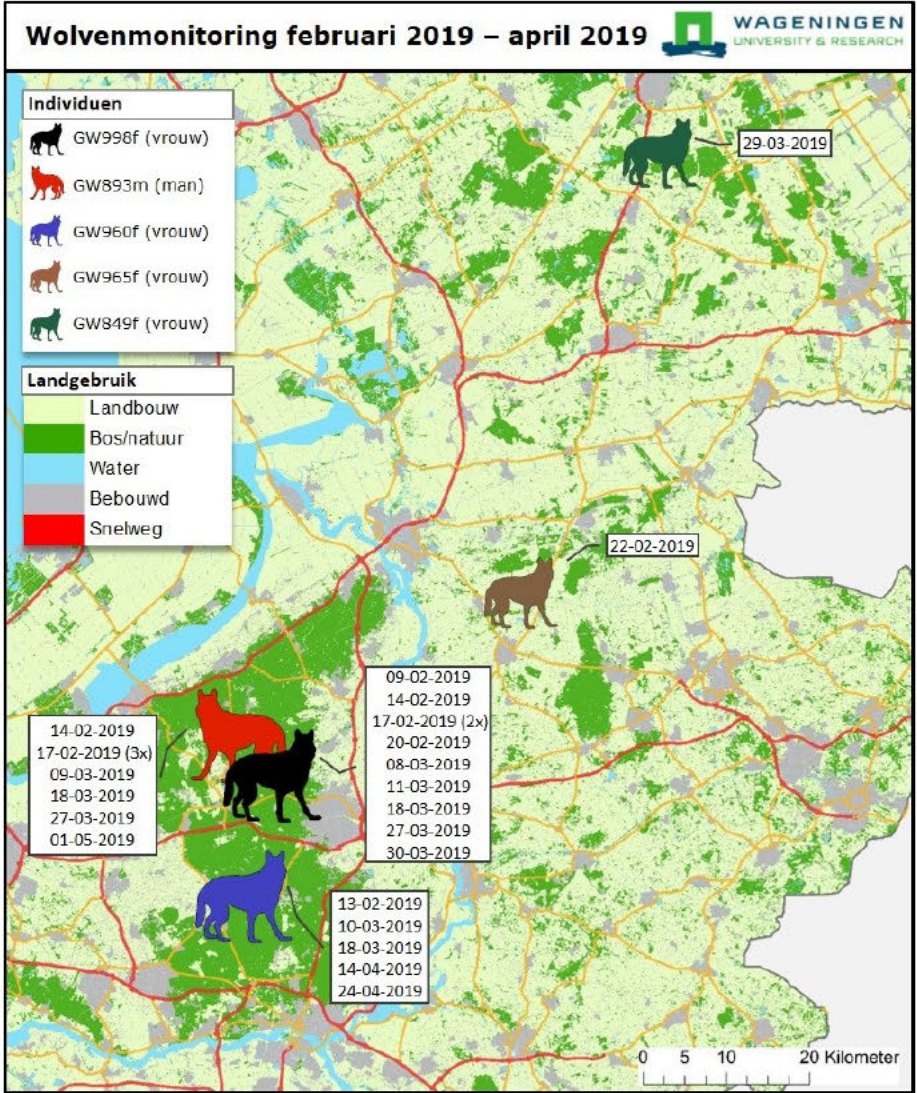 Wolvenmonitoring februari 2019 – april 2019
WAGENINGEN
UNIVERSITY & RESEARCH
Individuen
GW998f (vrouw)
GW893m (man)
GW960f (vrouw)
GW965f (vrouw)
GW849f (vrouw)
Landgebruik
Landbouw
Bos/natuur
Water
Bebouwd
Snelweg
29-03-2019
22-02-2019
14-02-2019
17-02-2019 (3x)
09-03-2019
18-03-2019
27-03-2019
01-05-2019
09-02-2019
14-02-2019
17-02-2019 (2x)
20-02-2019
08-03-2019
11-03-2019
18-03-2019
27-03-2019
30-03-2019
13-02-2019
10-03-2019
18-03-2019
14-04-2019
24-04-2019
0 5 10 20 Kilometer